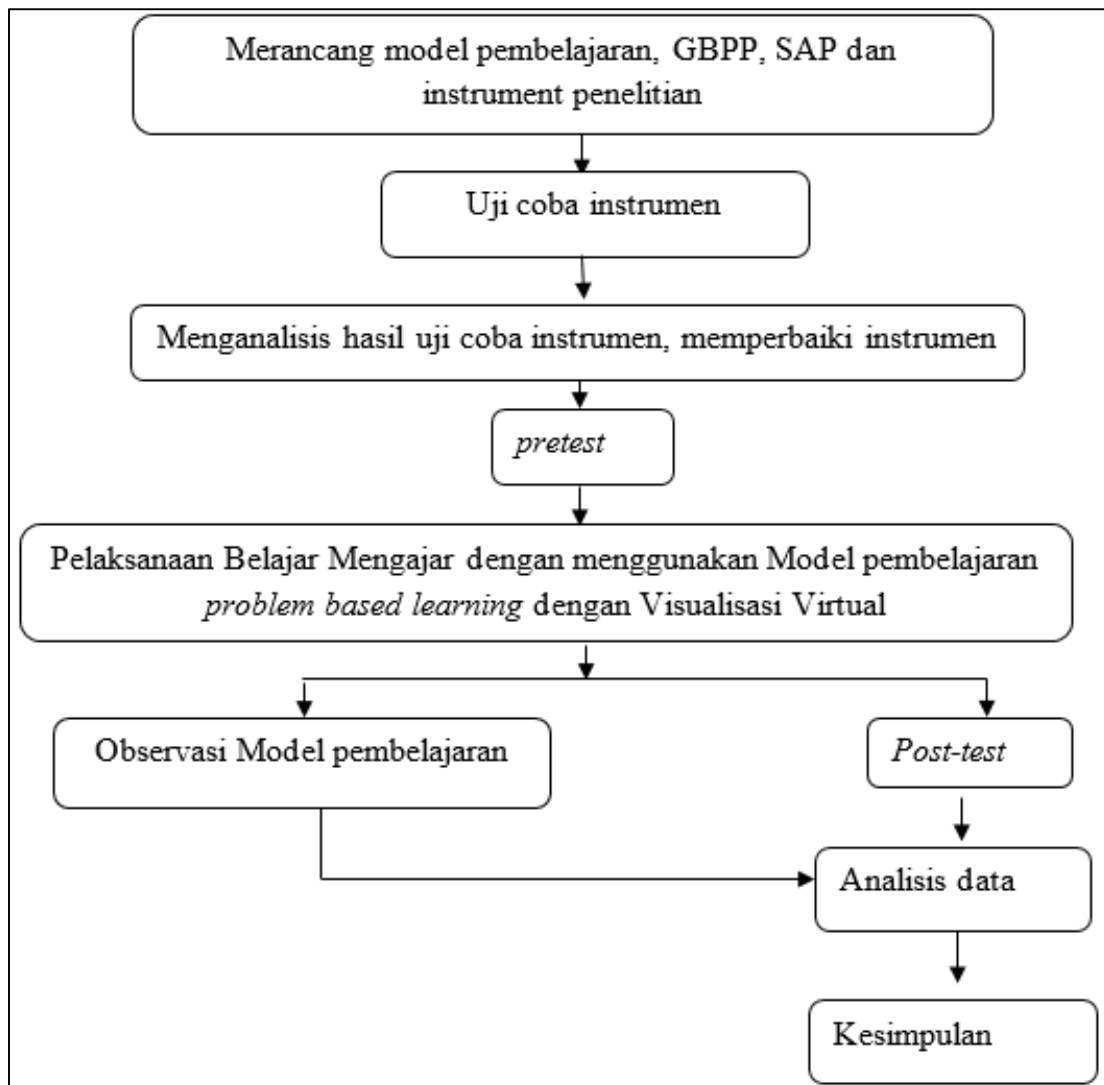 Merancang model pembelajaran, GBPP, SAP dan
instrument penelitian
Uji coba instrumen
Menganalisis hasil uji coba instrumen, memperbaiki instrumen
pretest
Pelaksanaan Belajar Mengajar dengan menggunakan Model pembelajaran
problem based learning dengan Visualisasi Virtual
Observasi Model pembelajaran
Post-test
Analisis data
Kesimpulan